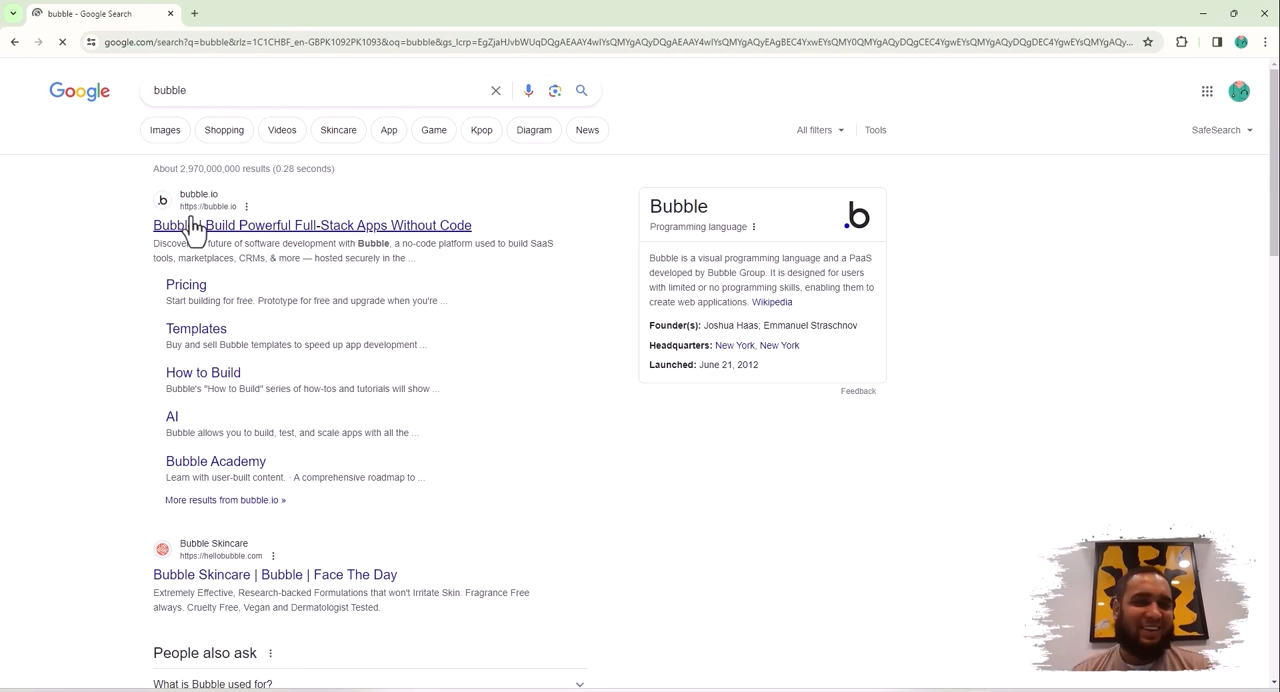 bubble - Google Search
google.com/search?q=bubble&rlz=1C1CHBF_en-GBPK1092PK1093&oq=bubble&gs_lcrp=EgZjaHJvbWUqDQgAEAAY4wIYsQMYgAQyDQgAEAAY4wIYsQMYgAQyEAgBEC4YxwEYsQMY0QMYgAQyDQgCEC4YgwEYsQMYgAQyDQgDEC4YgwEYsQMYgAQy...
Google
bubble
Images
Shopping
Videos
Skincare
App
Game
Kpop
Diagram
News
All filters
Tools
SafeSearch
About 2,970,000,000 results (0.28 seconds)
.b
bubble.io
https://bubble.io
Build Powerful Full-Stack Apps Without Code
future of software development with Bubble, a no-code platform used to build SaaS
tools, marketplaces, CRMs, & more — hosted securely in the ...
Pricing
Start building for free. Prototype for free and upgrade when you're ...
Templates
Buy and sell Bubble templates to speed up app development ...
How to Build
Bubble's "How to Build" series of how-tos and tutorials will show ...
AI
Bubble allows you to build, test, and scale apps with all the ...
Bubble Academy
Learn with user-built content. · A comprehensive roadmap to ...
More results from bubble.io »
Bubble Skincare
https://hellobubble.com
Bubble Skincare | Bubble | Face The Day
Extremely Effective, Research-backed Formulations that won't Irritate Skin. Fragrance Free
always. Cruelty Free, Vegan and Dermatologist Tested.
People also ask
What is Bubble used for?
Bubble
Programming language
.b
Bubble is a visual programming language and a PaaS
developed by Bubble Group. It is designed for users
with limited or no programming skills, enabling them to
create web applications. Wikipedia
Founder(s): Joshua Haas; Emmanuel Straschnov
Headquarters: New York, New York
Launched: June 21, 2012
Feedback